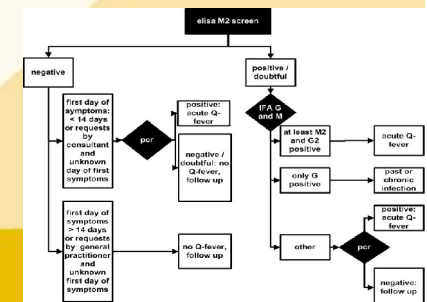 elisa M2 screen
negative
first day of
symptoms:
< 14 days
or requests
by
consultant
and
unknown
day of first
symptoms
pcr
positive:
acute Q-
fever
negative /
doubtful: no
Q-fever,
follow up
first day of
symptoms
> 14 days or
requests by
general
practitioner
and
unknown
first day of
symptoms
no Q-fever,
follow up
positive /
doubtful
IFA G
and M
at least M2
and G2
positive
acute Q-
fever
only G
positive
past or
chronic
infection
other
pcr
positive:
acute Q-
fever
negative:
follow up